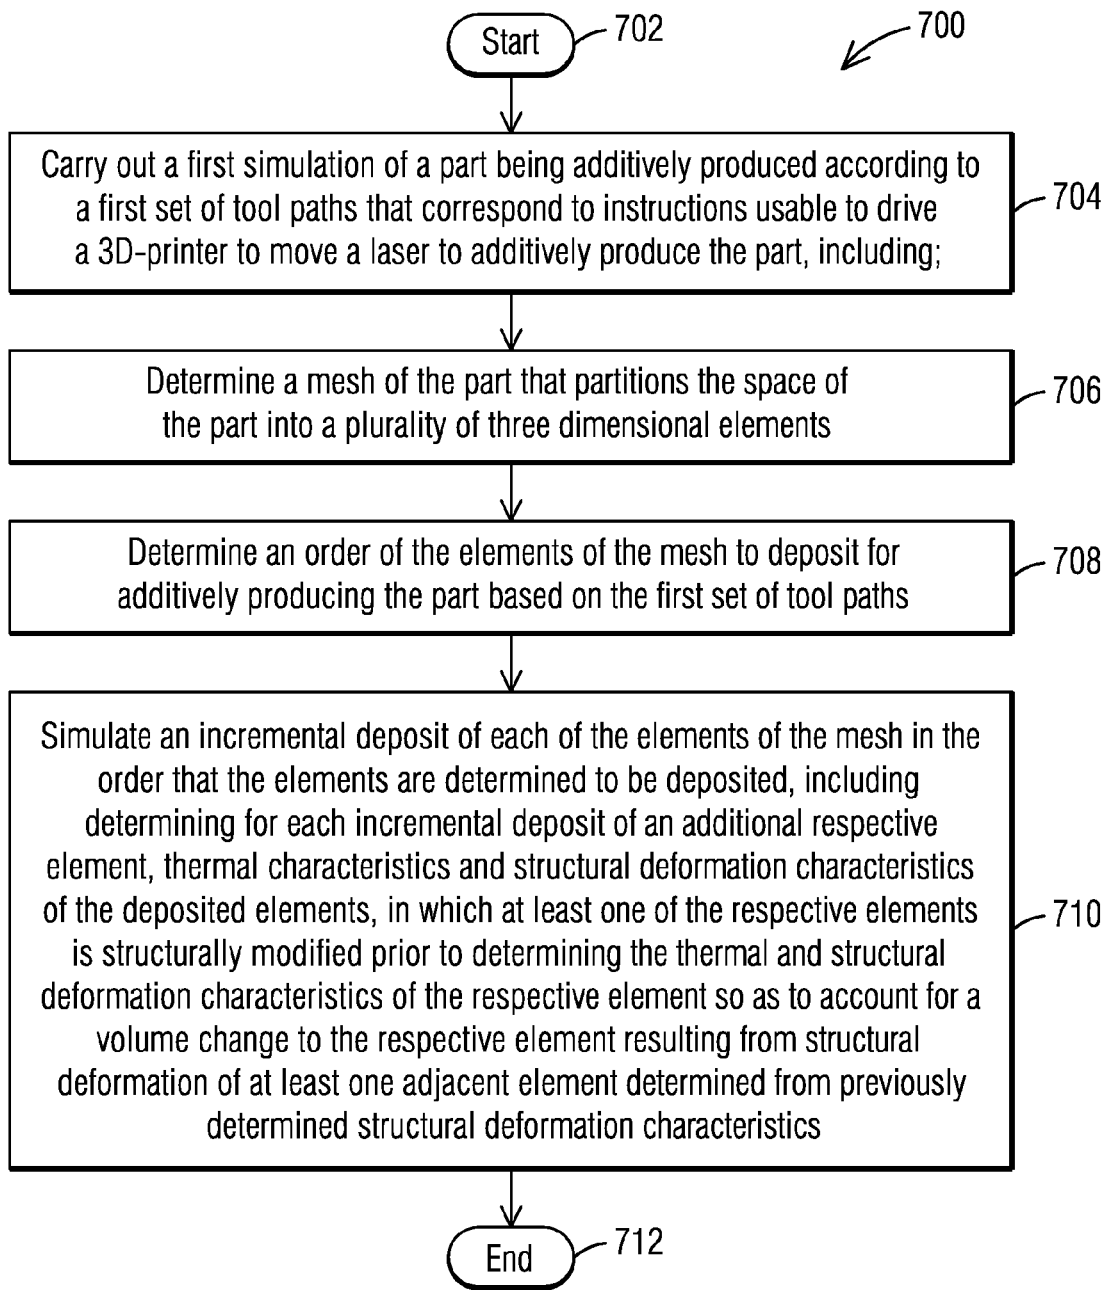 Start
702
700
Carry out a first simulation of a part being additively produced according to
a first set of tool paths that correspond to instructions usable to drive
a 3D-printer to move a laser to additively produce the part, including;
704
Determine a mesh of the part that partitions the space of
the part into a plurality of three dimensional elements
706
Determine an order of the elements of the mesh to deposit for
additively producing the part based on the first set of tool paths
708
Simulate an incremental deposit of each of the elements of the mesh in the
order that the elements are determined to be deposited, including
determining for each incremental deposit of an additional respective
element, thermal characteristics and structural deformation characteristics
of the deposited elements, in which at least one of the respective elements
is structurally modified prior to determining the thermal and structural
deformation characteristics of the respective element so as to account for a
volume change to the respective element resulting from structural
deformation of at least one adjacent element determined from previously
determined structural deformation characteristics
710
End
712